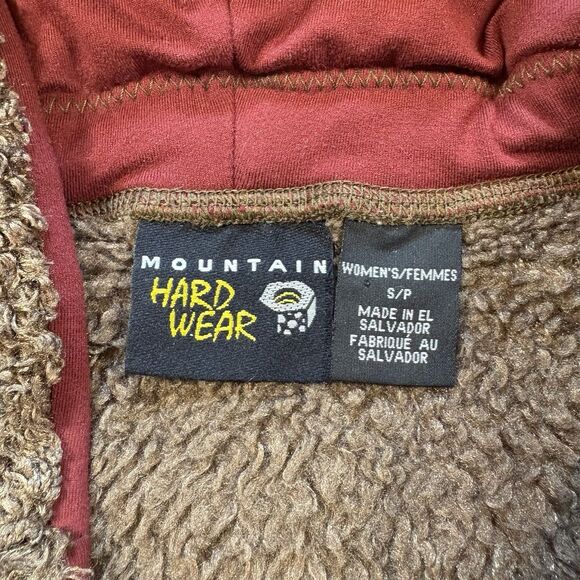 MOUNTAIN
HARD
WEAR
WOMEN'S/FEMMES
S/P
MADE IN EL
SALVADOR
FABRIQUÉ AU
SALVADOR